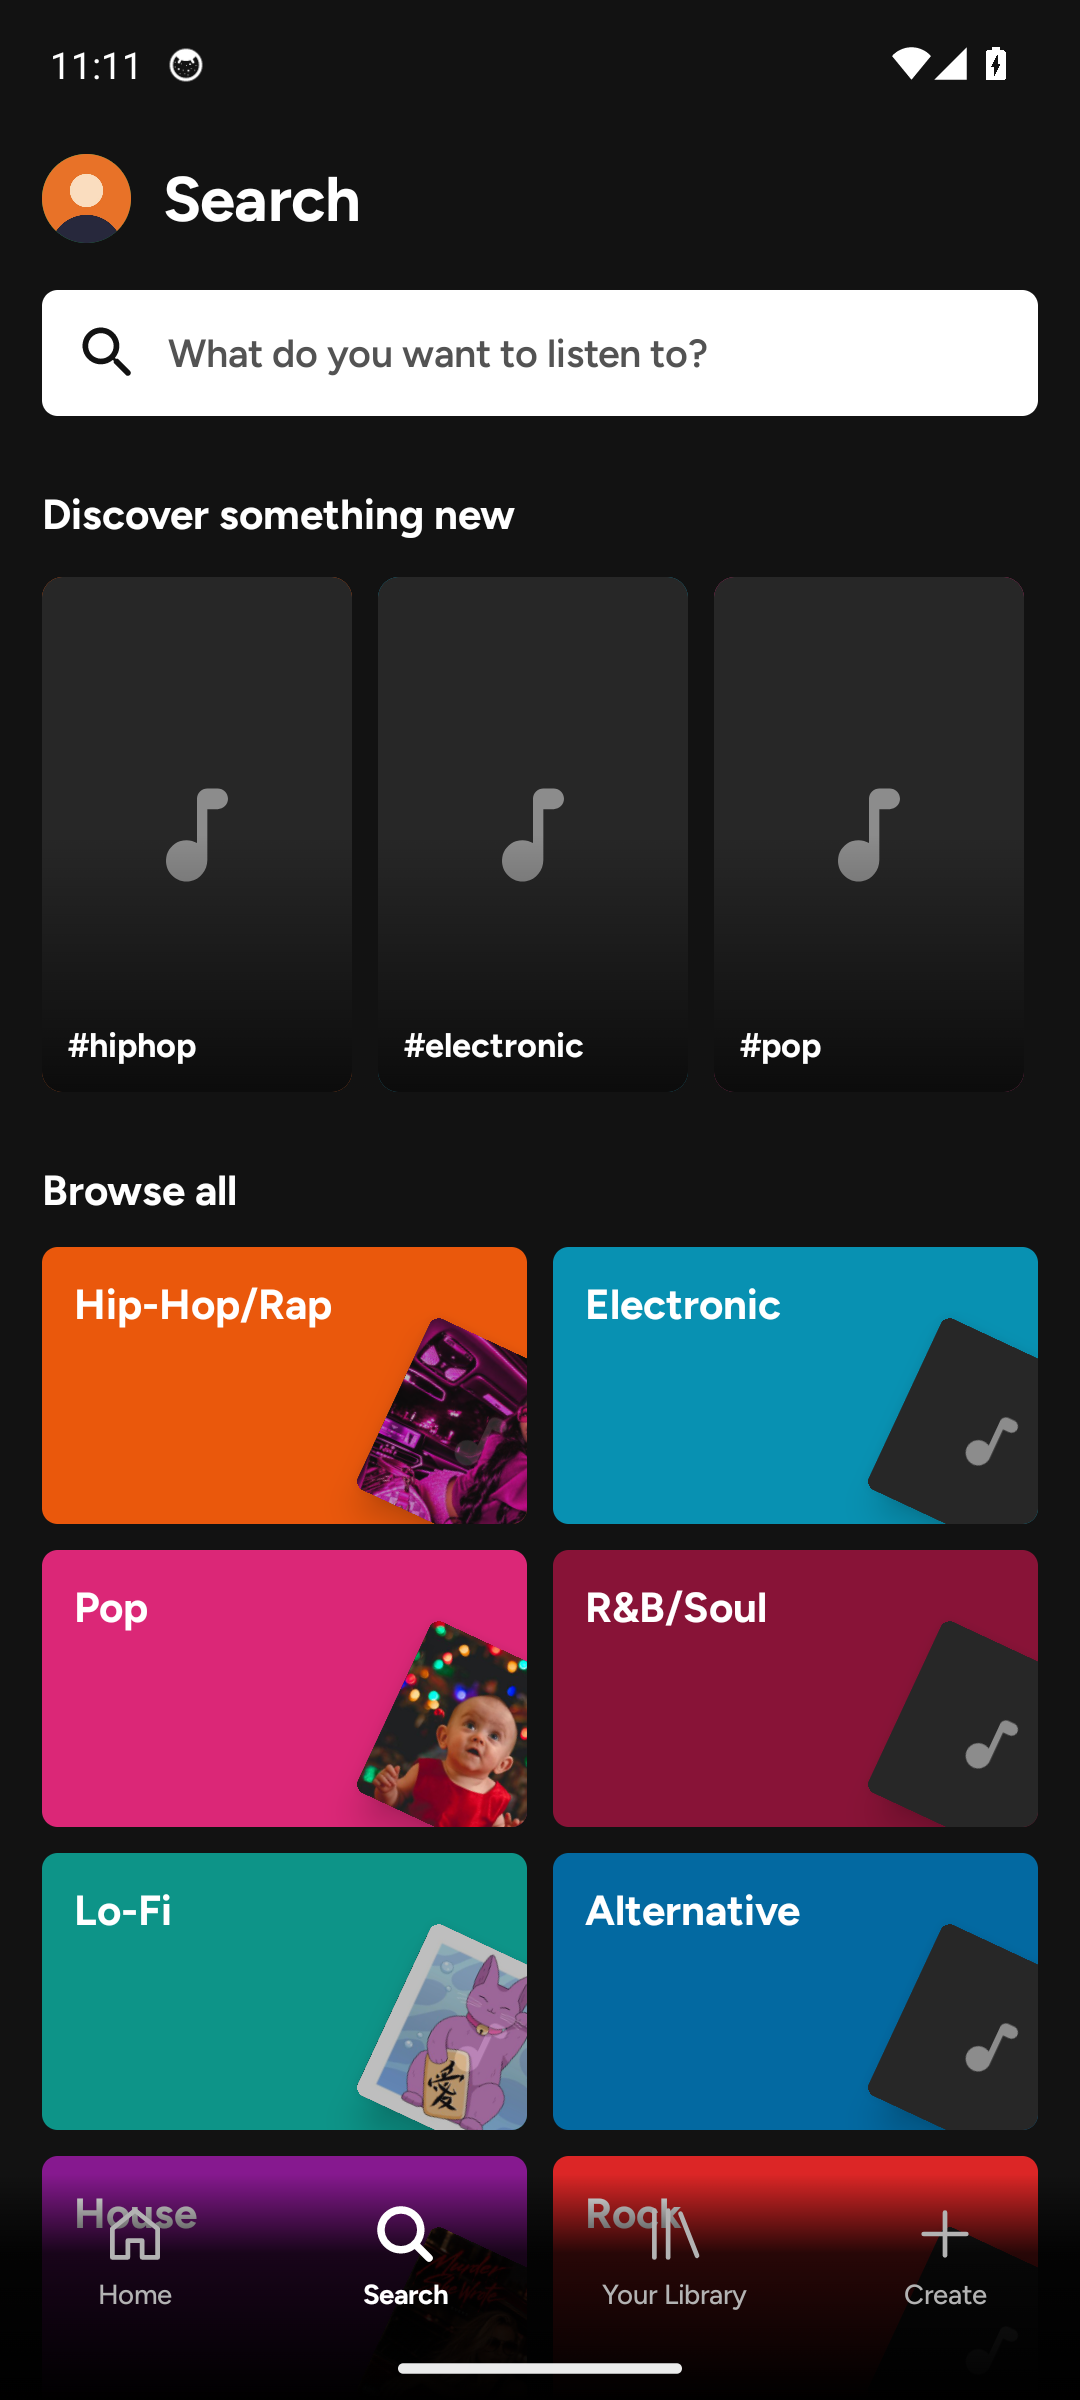 11:11
Search
What do you want to listen to?
Discover something new
#hiphop
#electronic
#pop
Browse all
Hip-Hop/Rap
Electronic
Pop
R&B/Soul
Lo-Fi
Alternative
愛
House
Rock
Home
Search
Your Library
Create